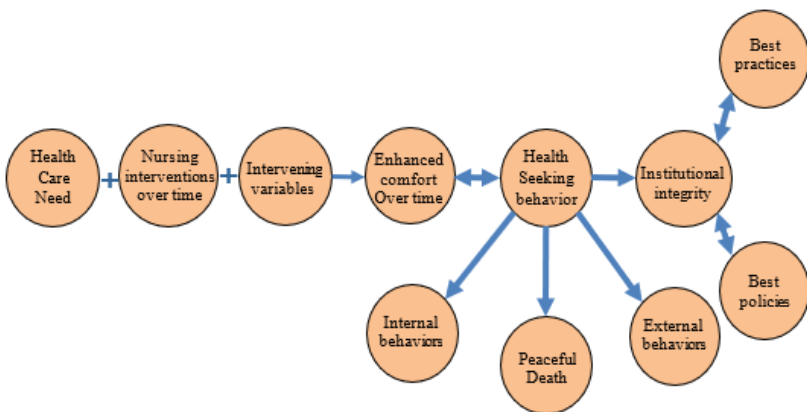 Best
practices
Health
Care
Need
+
Nursing
interventions
over time
+
Intervening
variables
Enhanced
comfort
Over time
Health
Seeking
behavior
Institutional
integrity
Best
policies
Internal
behaviors
Peaceful
Death
External
behaviors